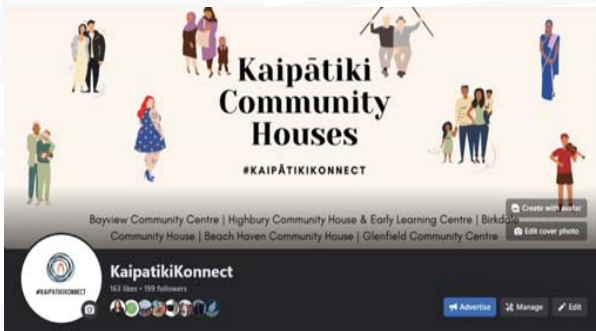 Kaipātiki
Community
Houses
#KAIPĀTIKIKONNECT
Bayview Community Centre | Highbury Community House & Early Learning Centre | Birkdale
Community House | Beach Haven Community House | Glenfield Community Centre
Create with avatar
Edit cover photo
#KAIPATIKIKONNECT
KaipatikiKonnect
163 likes • 199 followers
Advertise
Manage
Edit